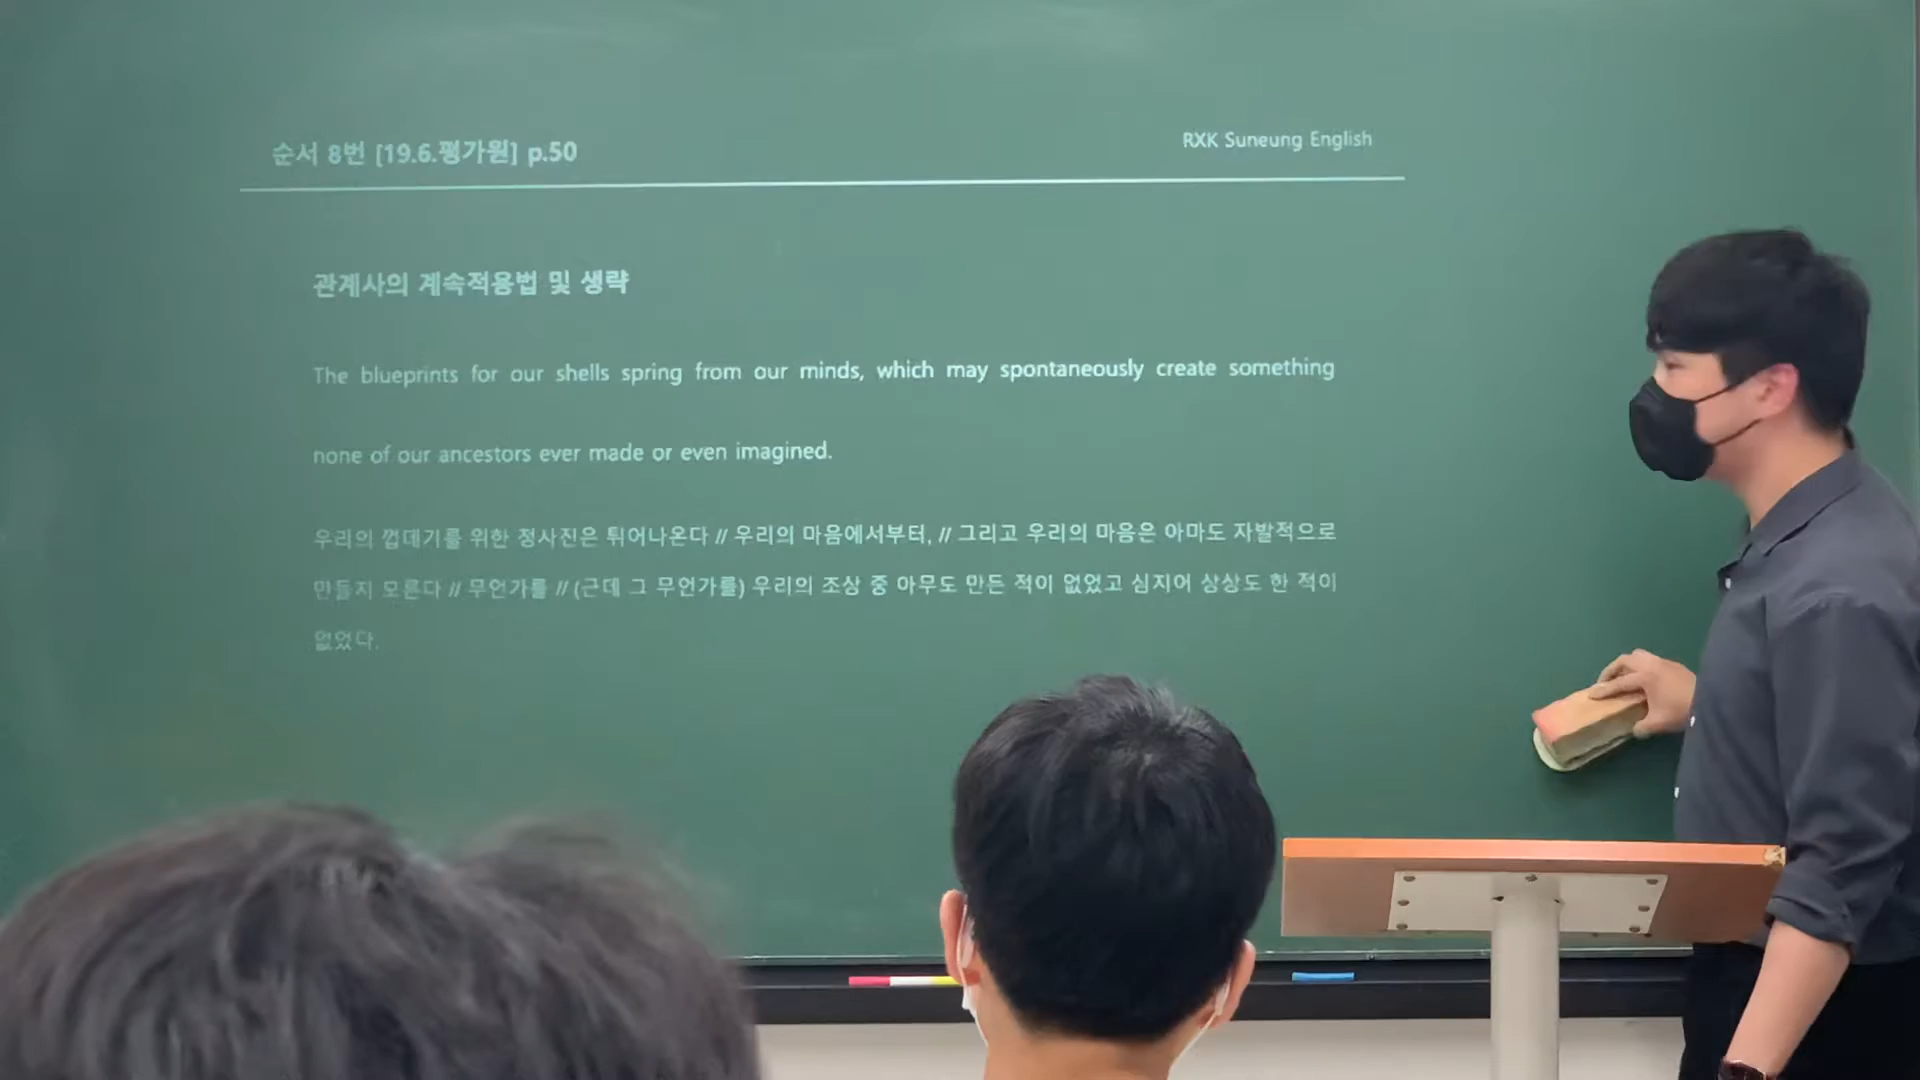 순서 8번 [19.6.평가원] p.50
RXK Suneung English
관계사의 계속적용법 및 생략
The blueprints for our shells spring from our minds, which may spontaneously create something
none of our ancestors ever made or even imagined.
우리의 껍데기를 위한 청사진은 튀어나온다 // 우리의 마음에서부터, // 그리고 우리의 마음은 아마도 자발적으로
만들지 모른다 // 무언가를 // (근데 그 무언가를) 우리의 조상 중 아무도 만든 적이 없었고 심지어 상상도 한 적이
없었다.